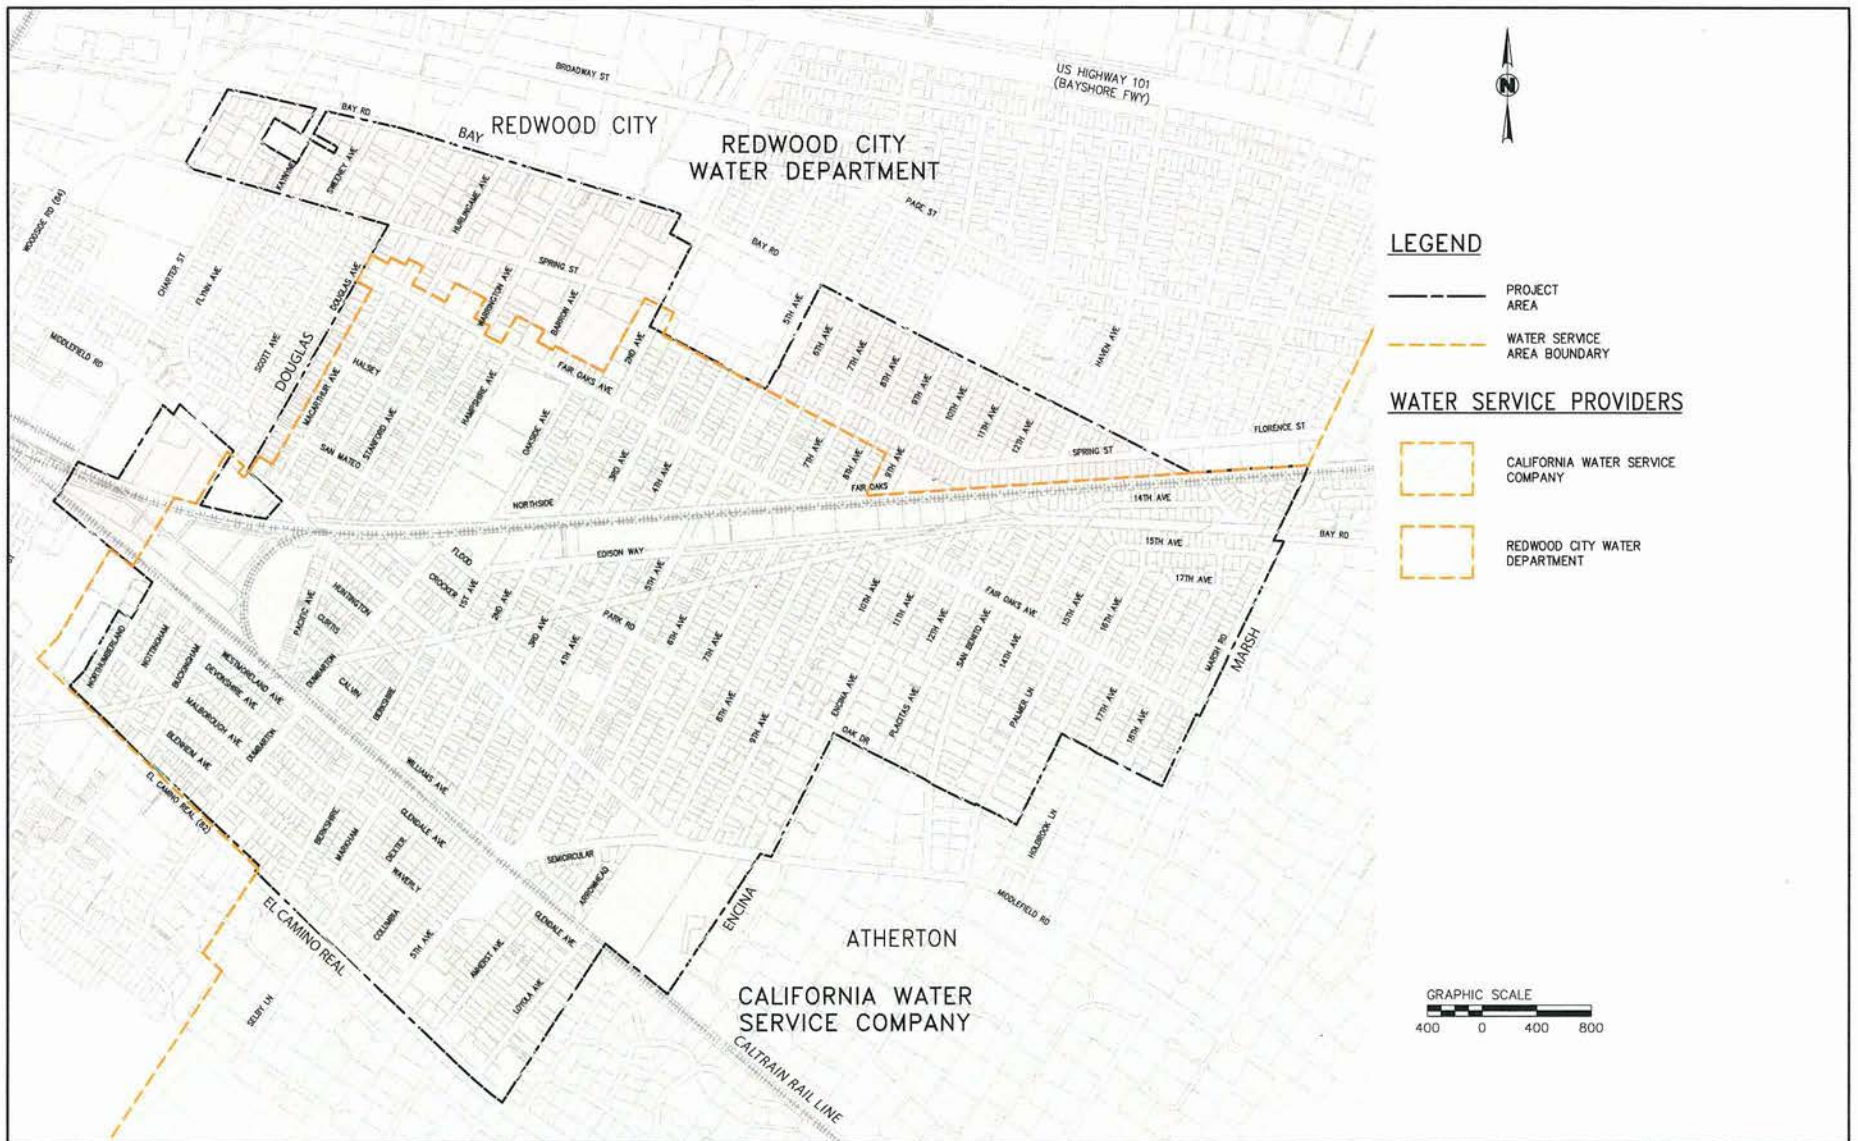 BROADWAY ST
US HIGHWAY 101
(BAYSHORE FWY)
N
BAY RD
BAY
REDWOOD CITY
REDWOOD CITY
WATER DEPARTMENT
KAYNYNE
SWEENEY AVE
HURLINGAME AVE
PAGE ST
WOODSIDE RD (84)
BAY RD
CHARTER ST
FLYNN AVE
SPRING ST
DOUGLAS AVE
WARRINGTON AVE
BARRON AVE
5TH AVE
MIDDLEFIELD RD
SCOTT AVE
DOUGLAS
HALSEY
2ND AVE
FAIR OAKS AVE
6TH AVE
7TH AVE
8TH AVE
9TH AVE
10TH AVE
11TH AVE
12TH AVE
HAVEN AVE
MACARTHUR AVE
HAMPSHIRE AVE
SAN MATEO
STANFORD AVE
OAKSIDE AVE
3RD AVE
4TH AVE
7TH AVE
8TH AVE
9TH AVE
FLORENCE ST
SPRING ST
FAIR OAKS
NORTHSIDE
14TH AVE
BAY RD
15TH AVE
17TH AVE
EDISON WAY
FLOOD
CROCKER
1ST AVE
2ND AVE
3RD AVE
4TH AVE
5TH AVE
PARK RD
6TH AVE
7TH AVE
10TH AVE
11TH AVE
12TH AVE
FAIR OAKS AVE
SAN BENITO AVE
14TH AVE
15TH AVE
16TH AVE
MARSH RD
MARSH
PACIFIC AVE
HUNTINGTON
CURTIS
DUMBARTON
CALVIN
BERKSHIRE
NORTHUMBERLAND
NOTTINGHAM
BUCKINGHAM
WESTMORELAND AVE
DEVONSHIRE AVE
MALBOROUGH AVE
BLENHEIM AVE
DUMBARTON
8TH AVE
9TH AVE
ENCINA AVE
OAK DR
PLACITAS AVE
PALMER LN
17TH AVE
18TH AVE
WILLIAMS AVE
EL CAMINO REAL (82)
BERKSHIRE
MARKHAM
GLENDALE AVE
DEXTER
WAVERLY
COLUMBIA
5TH AVE
SEMICIRCULAR
ARROWHEAD
GLENDALE AVE
HOLBROOK LN
MIDDLEFIELD RD
ENCINA
EL CAMINO REAL
AMHERST AVE
LOYOLA AVE
SELBY LN
ATHERTON
CALIFORNIA WATER
SERVICE COMPANY
CALTRAIN RAIL LINE
LEGEND
PROJECT
AREA
WATER SERVICE
AREA BOUNDARY
WATER SERVICE PROVIDERS
CALIFORNIA WATER SERVICE
COMPANY
REDWOOD CITY WATER
DEPARTMENT
GRAPHIC SCALE
400 0 400 800